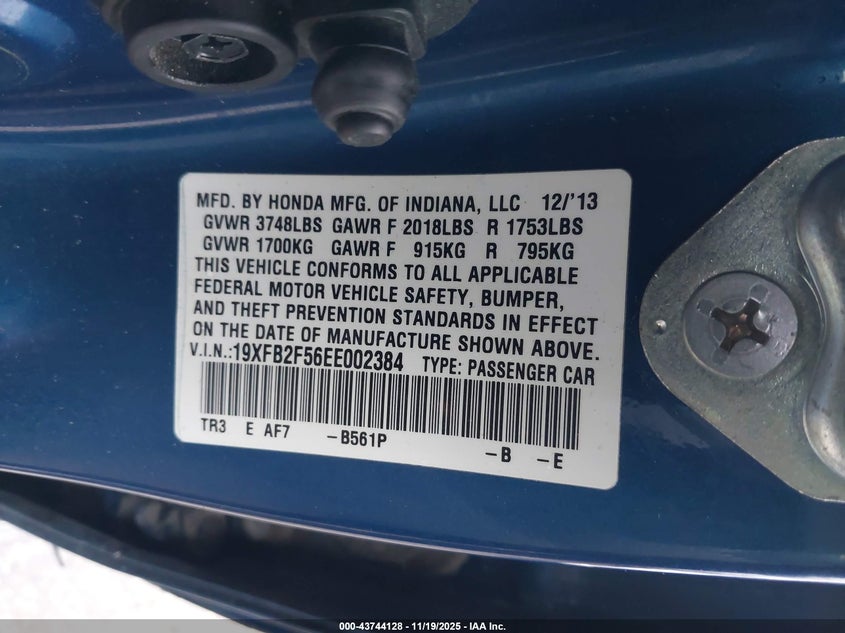 MFD. BY HONDA MFG. OF INDIANA, LLC 12/'13
GVWR 3748LBS GAWR F 2018LBS R 1753LBS
GVWR 1700KG GAWR F 915KG R 795KG
THIS VEHICLE CONFORMS TO ALL APPLICABLE
FEDERAL MOTOR VEHICLE SAFETY, BUMPER,
AND THEFT PREVENTION STANDARDS IN EFFECT
ON THE DATE OF MANUFACTURE SHOWN ABOVE.
V.I.N.:19XFB2F56EE002384 TYPE: PASSENGER CAR
TR3 E AF7 -B561P -B -E
000-43744128 - 11/19/2025 - IAA Inc.